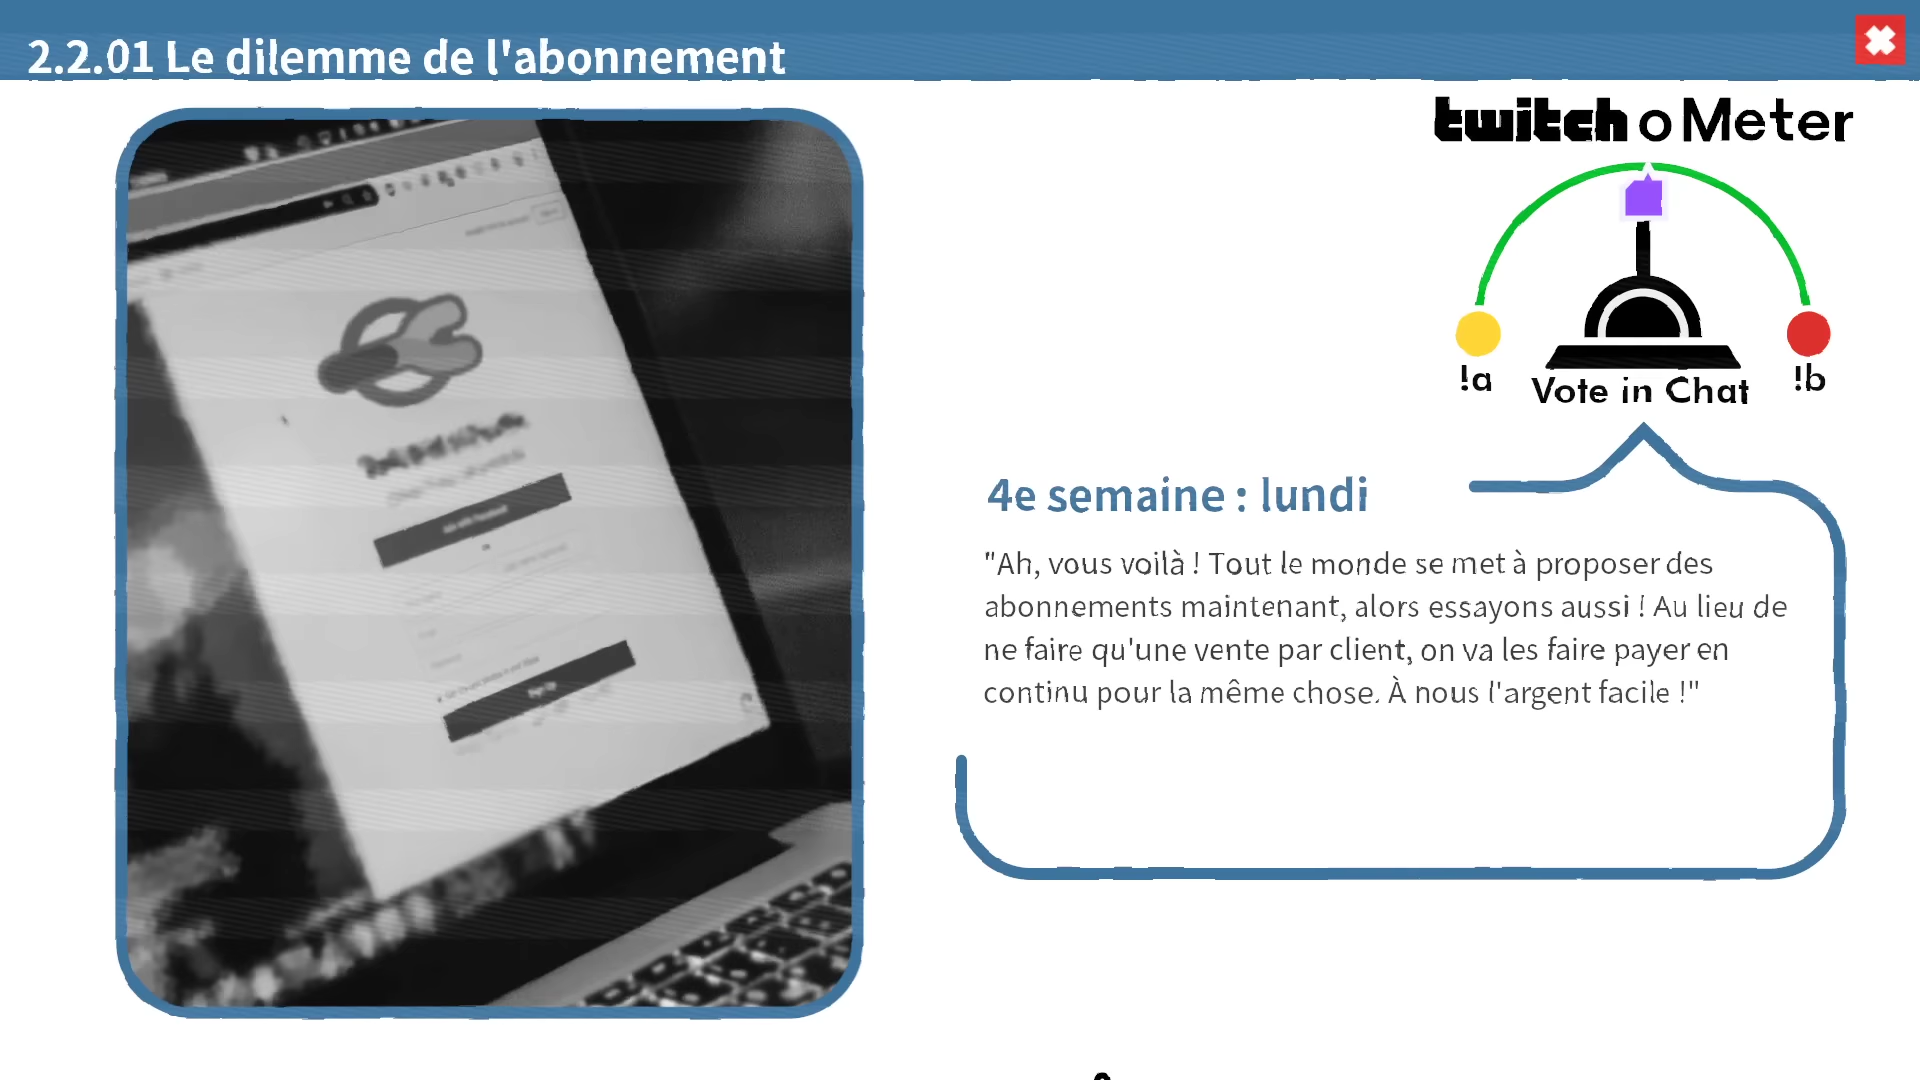 2.2.01 Le dilemme de l'abonnement
twitch o Meter
!a
!b
Vote in Chat
4e semaine : lundi
"Ah, vous voilà ! Tout le monde se met à proposer des
abonnements maintenant, alors essayons aussi ! Au lieu de
ne faire qu'une vente par client, on va les faire payer en
continu pour la même chose. À nous l'argent facile !"
Sign Up